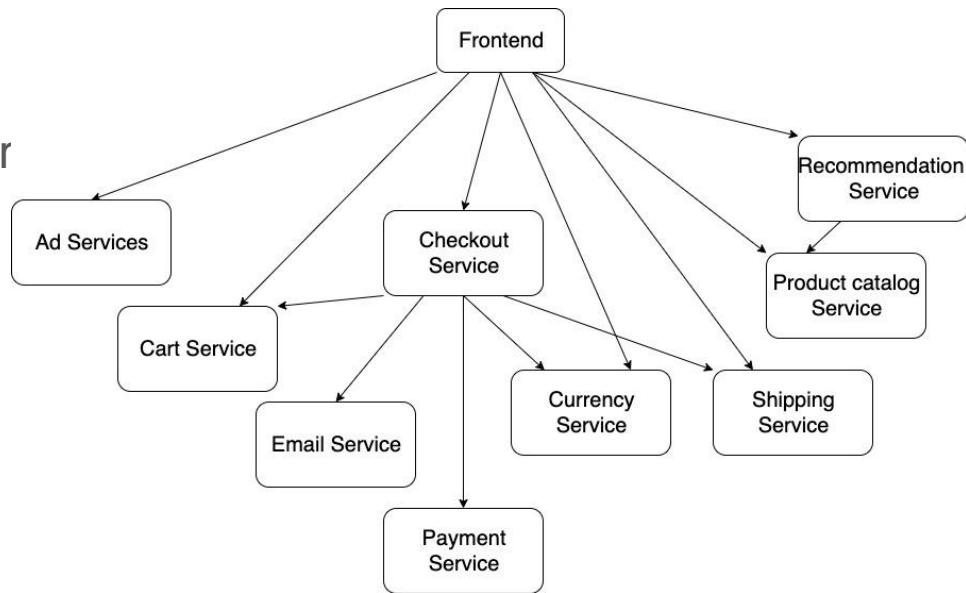 Frontend
r
Recommendation
Service
Ad Services
Checkout
Service
Product catalog
Service
Cart Service
Currency
Service
Shipping
Service
Email Service
Payment
Service